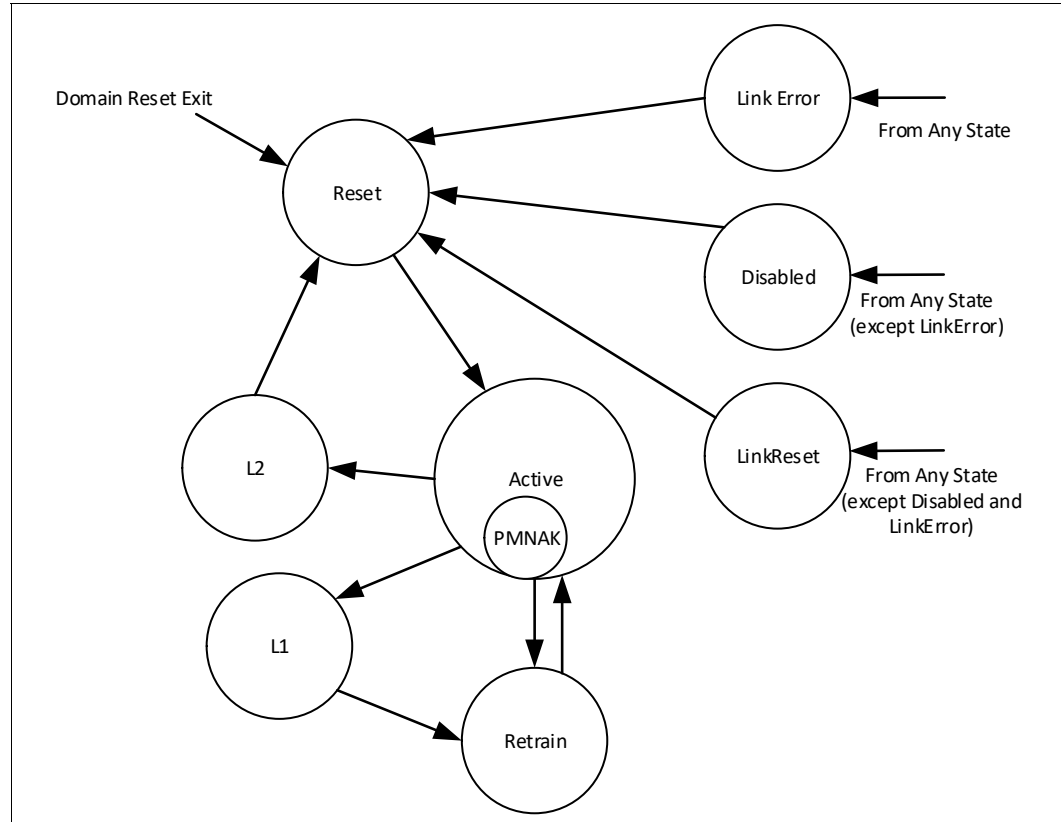 Domain Reset Exit
Link Error
From Any State
Reset
Disabled
From Any State
(except LinkError)
L2
Active
LinkReset
From Any State
(except Disabled and
LinkError)
PMNAK
L1
Retrain